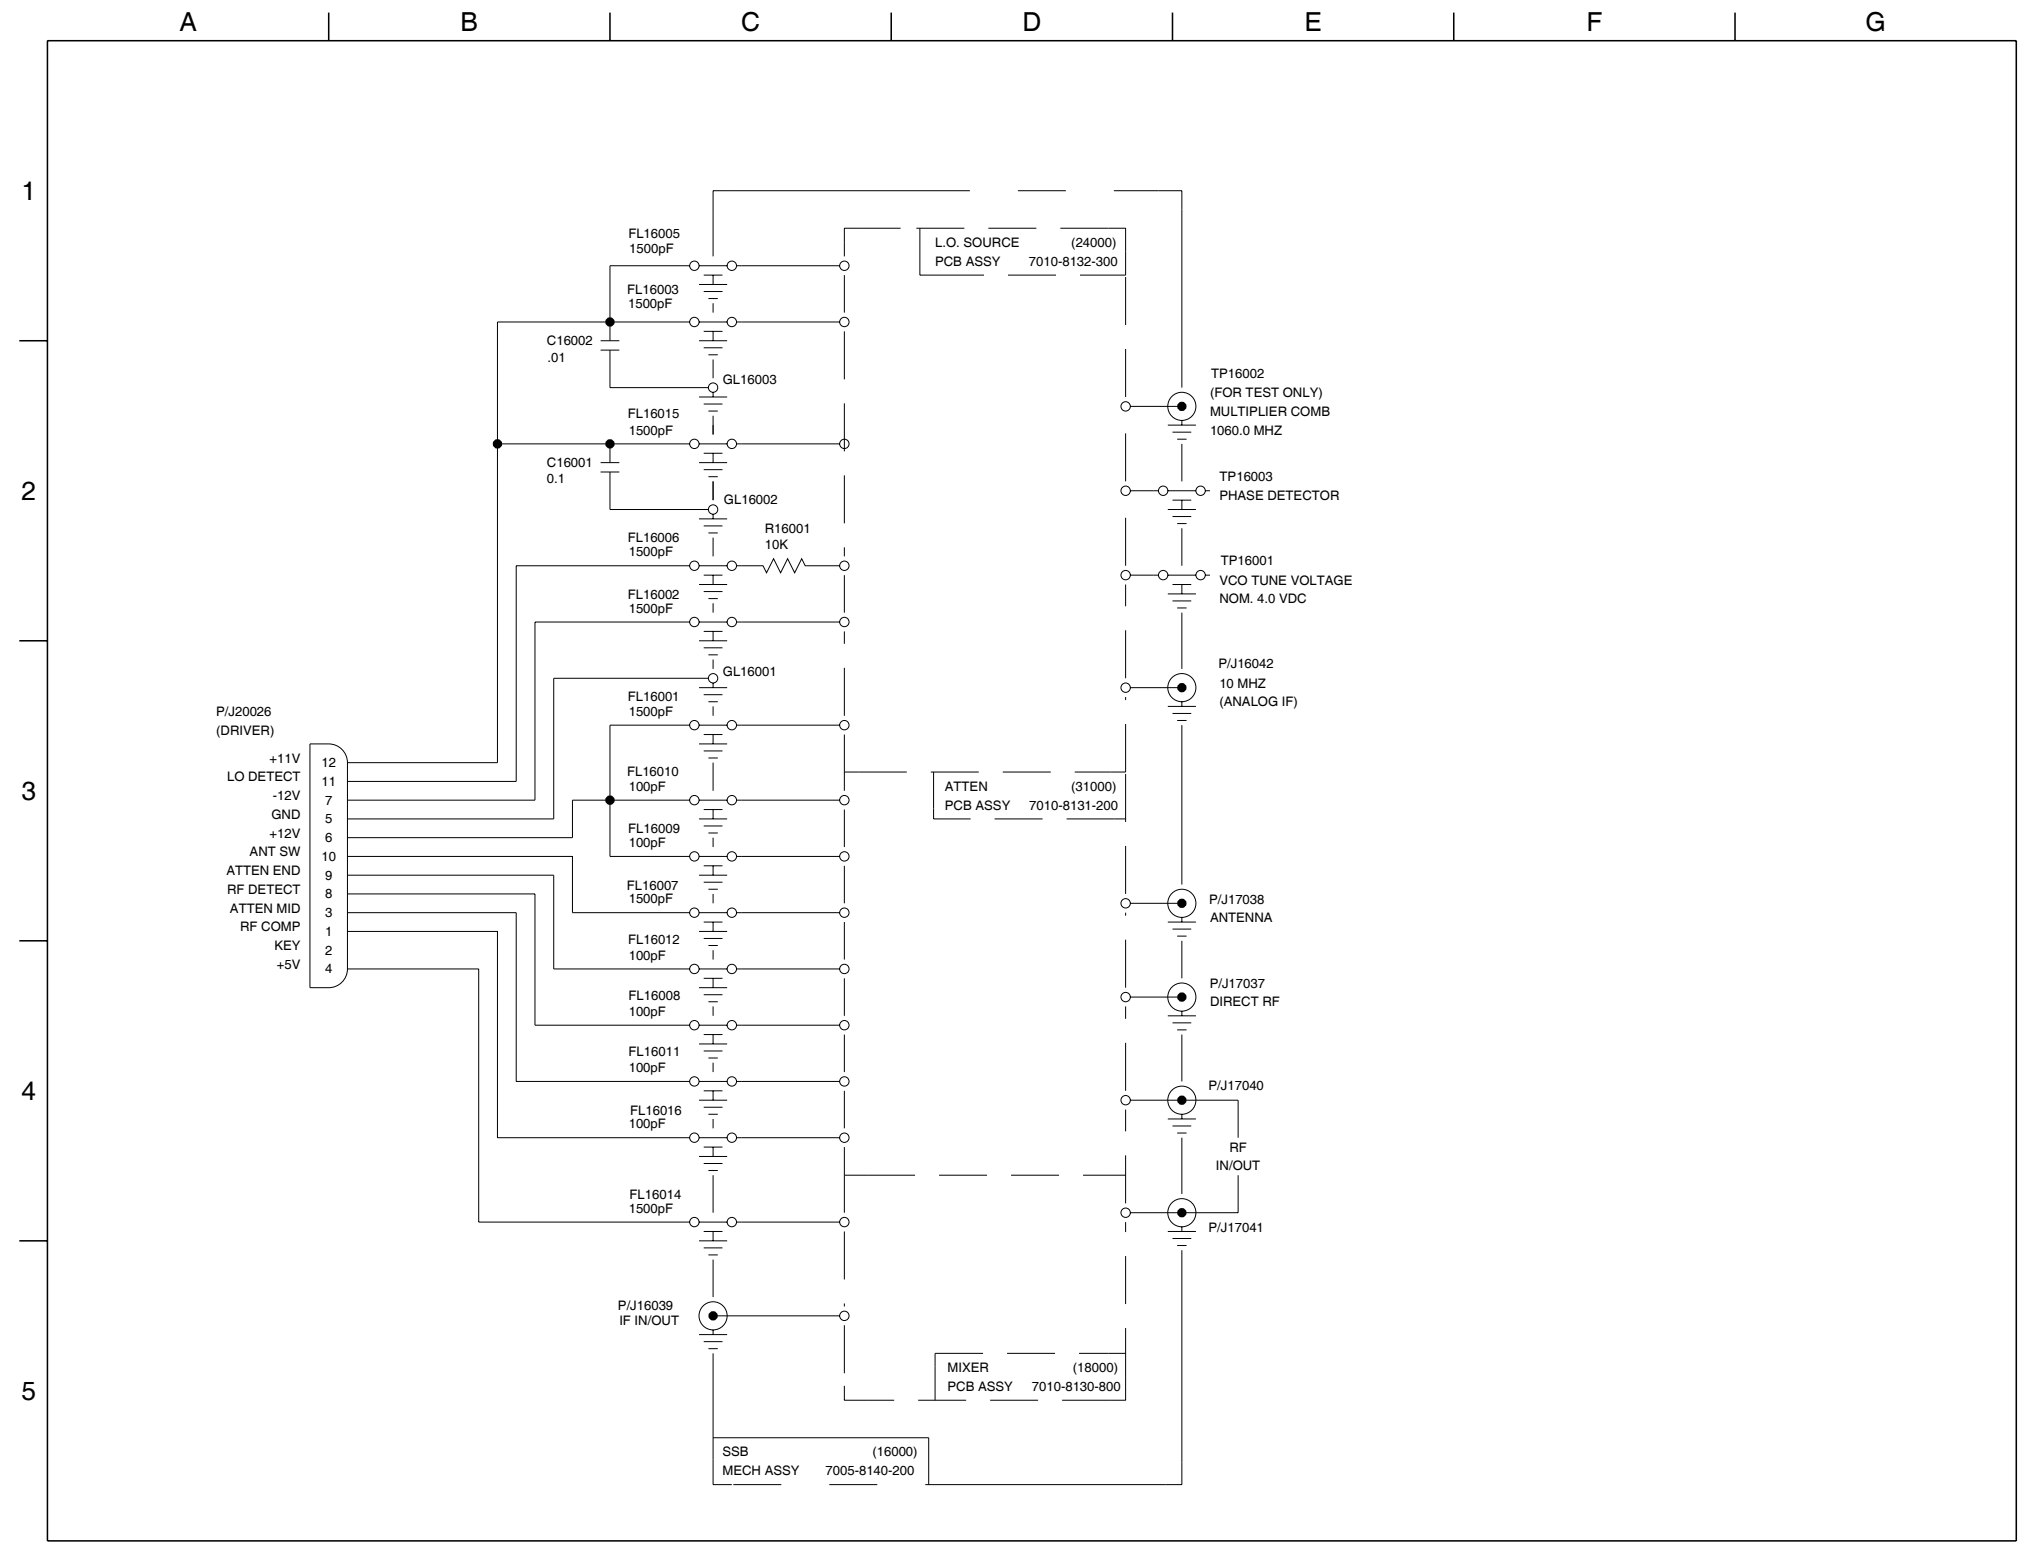 A B C D E F G
1
2
3
4
5
FL16005
1500pF
FL16003
1500pF
C16002
.01
GL16003
FL16015
1500pF
C16001
0.1
GL16002
FL16006
1500pF
R16001
10K
FL16002
1500pF
GL16001
FL16001
1500pF
FL16010
100pF
FL16009
100pF
FL16007
1500pF
FL16012
100pF
FL16008
100pF
FL16011
100pF
FL16016
100pF
FL16014
1500pF
P/J16039
IF IN/OUT
P/J20026
(DRIVER)
+11V 12
LO DETECT 11
-12V 7
GND 5
+12V 6
ANT SW 10
ATTEN END 9
RF DETECT 8
ATTEN MID 3
RF COMP 1
KEY 2
+5V 4
L.O. SOURCE (24000)
PCB ASSY 7010-8132-300
ATTEN (31000)
PCB ASSY 7010-8131-200
MIXER (18000)
PCB ASSY 7010-8130-800
SSB (16000)
MECH ASSY 7005-8140-200
TP16002
(FOR TEST ONLY)
MULTIPLIER COMB
1060.0 MHZ
TP16003
PHASE DETECTOR
TP16001
VCO TUNE VOLTAGE
NOM. 4.0 VDC
P/J16042
10 MHZ
(ANALOG IF)
P/J17038
ANTENNA
P/J17037
DIRECT RF
P/J17040
RF
IN/OUT
P/J17041